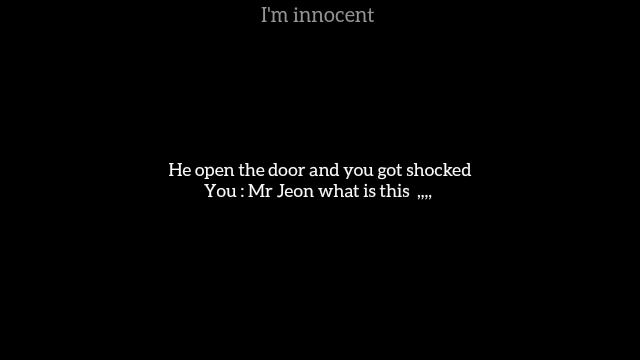 I'm innocent
He open the door and you got shocked
You : Mr Jeon what is this  ,,,,